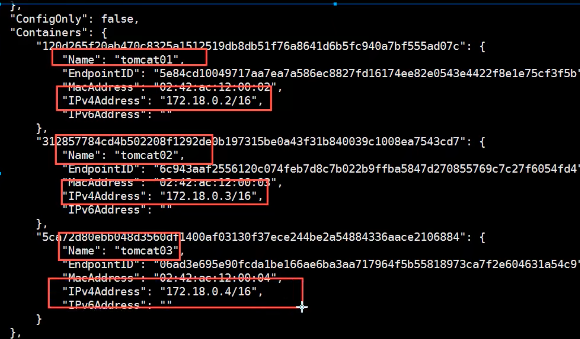 },
"ConfigOnly": false,
"Containers": {
"120d265f20ab470c8325a1512519db8db51f76a8641d6b5fc940a7bf555ad07c": {
"Name": "tomcat01",
"EndpointID": "5e84cd10049717aa7ea7a586ec8827fd16174ee82e0543e4422f8e1e75cf3f5b"
"MacAddress": "02:42:ac:12:00:02",
"IPv4Address": "172.18.0.2/16",
"IPv6Address": ""
},
"312857784cd4b502208f1292de0b197315be0a43f31b840039c1008ea7543cd7": {
"Name": "tomcat02",
"EndpointID": "6c943aaf2556120c074feb7d8c7b022b9ffba5847d270855769c7c27f6054fd4"
"MacAddress": "02:42:ac:12:00:03",
"IPv4Address": "172.18.0.3/16",
"IPv6Address": ""
},
"5ca72d80ebb048d3560df1400af03130f37ece244be2a54884336aace2106884": {
"Name": "tomcat03",
"EndpointID": "06ad3e695e90fcda1be166ae6ba3aa717964f5b55818973ca7f2e604631a54c9"
"MacAddress": "02:42:ac:12:00:04",
"IPv4Address": "172.18.0.4/16",
"IPv6Address": ""
}
},